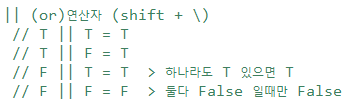 || (or)연산자 (shift + \)
// T || T = T
// T || F = T
// F || T = T  > 하나라도 T 있으면 T
// F || F = F  > 둘다 False 일때만 False